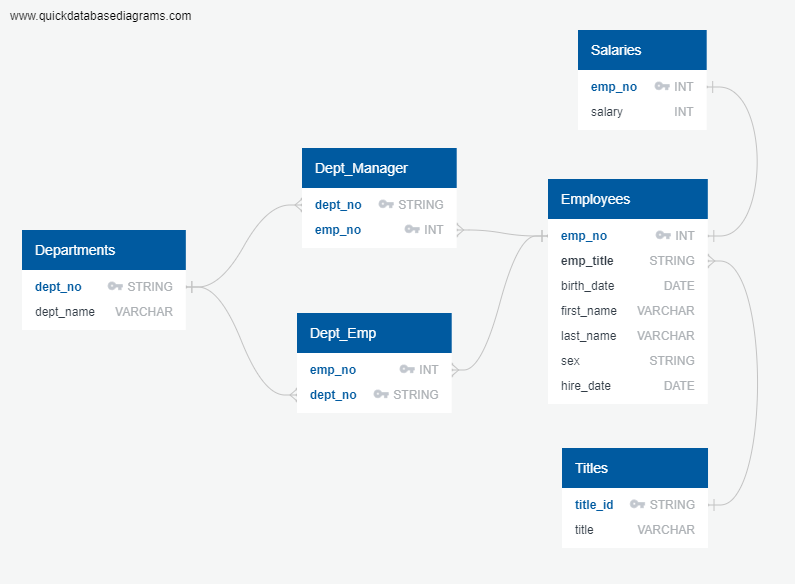 www.quickdatabasediagrams.com
Salaries
emp_no INT
salary INT
Dept_Manager
dept_no STRING
emp_no INT
Employees
emp_no INT
emp_title STRING
birth_date DATE
first_name VARCHAR
last_name VARCHAR
sex STRING
hire_date DATE
Departments
dept_no STRING
dept_name VARCHAR
Dept_Emp
emp_no INT
dept_no STRING
Titles
title_id STRING
title VARCHAR